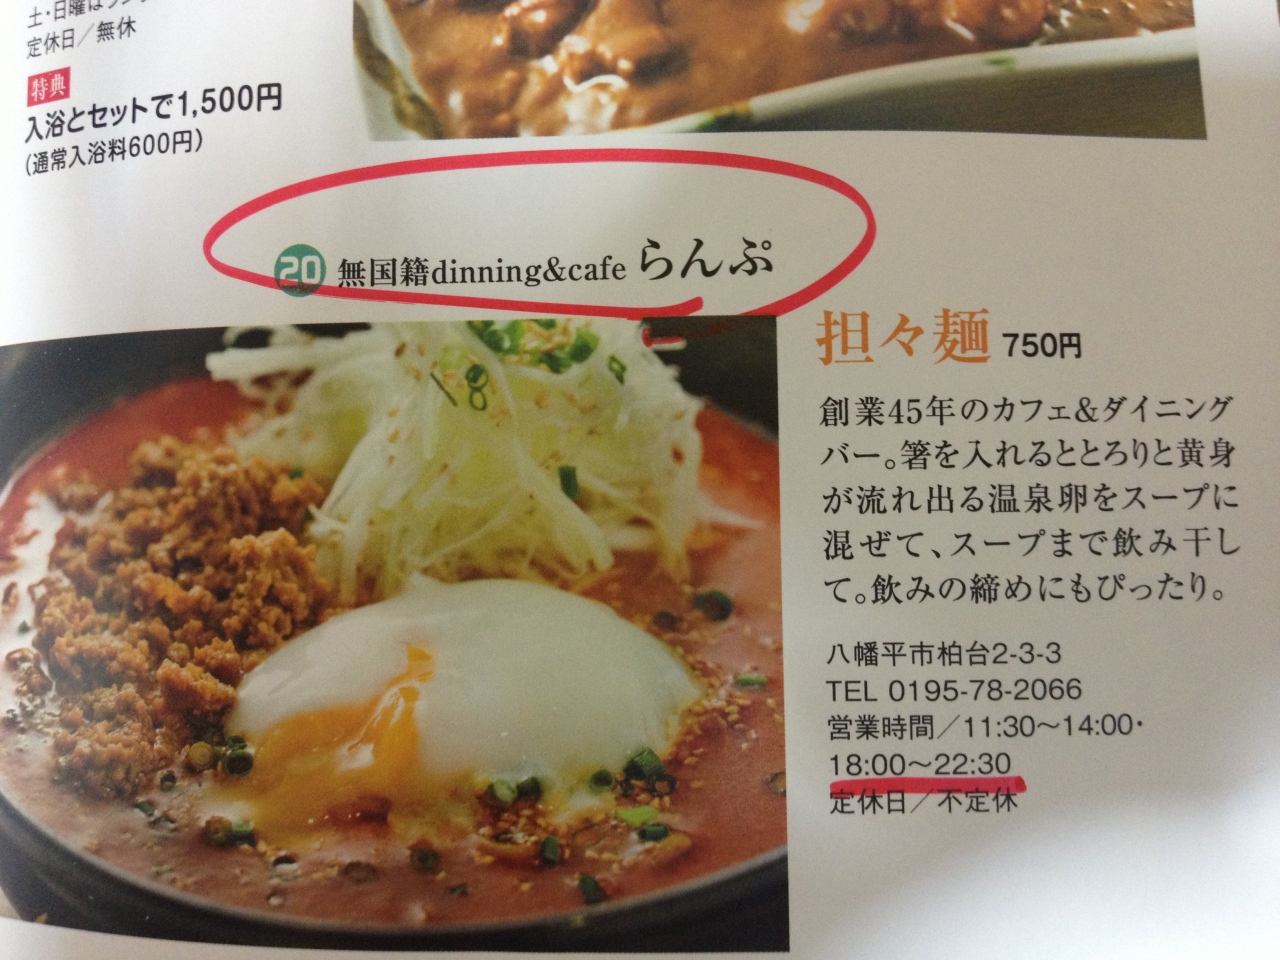 土・日曜は
定休日／無休
特典
入浴とセットで1,500円
(通常入浴料600円)
20 無国籍dinning&cafe らんぷ
担々麺 750円
創業45年のカフェ&ダイニング
バー。箸を入れるととろりと黄身
が流れ出る温泉卵をスープに
混ぜて、スープまで飲み干し
て。飲みの締めにもぴったり。
八幡平市柏台2-3-3
TEL 0195-78-2066
営業時間／11:30〜14:00・
18:00〜22:30
定休日／不定休